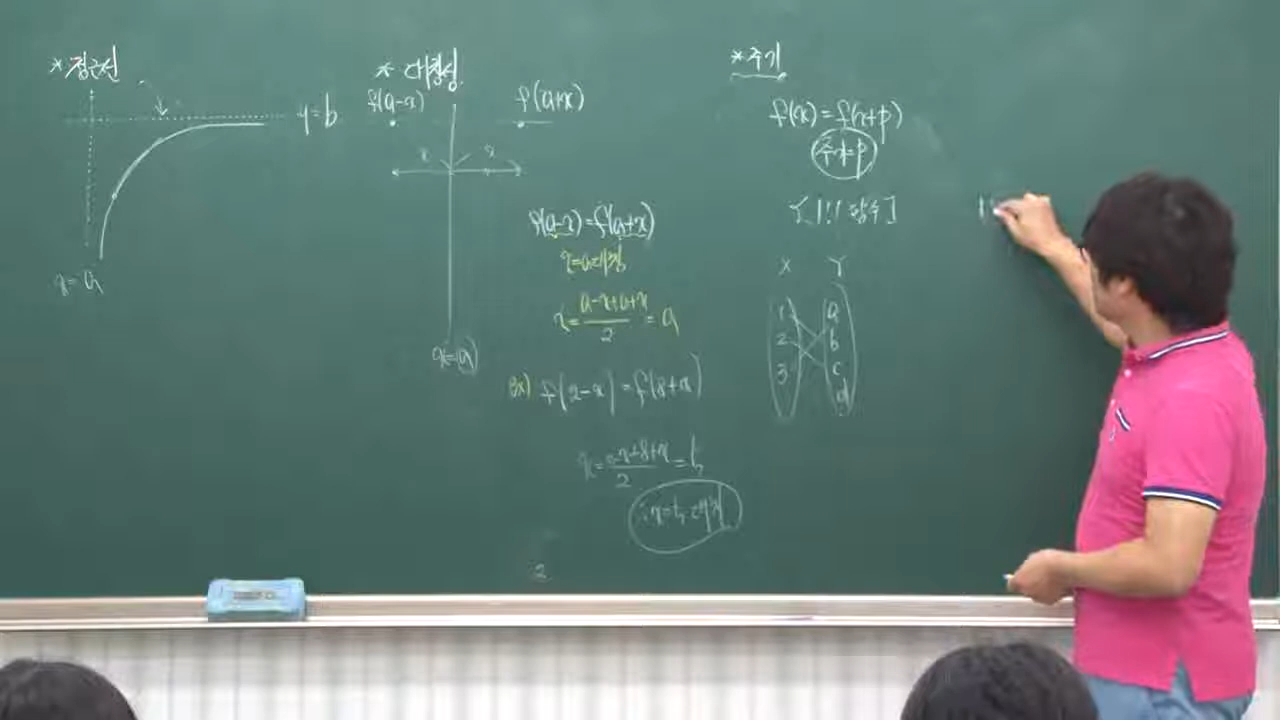 * 점근선
y=b
x=a
* 대칭성
f(a-x)
f(a+x)
x x
x=a
f(a-x)=f(a+x)
x=a대칭
x=a-x+a+x/2=a
ex) f(2-x)=f(8+x)
x=2-x+8+x/2=5
∴x=5 대칭
2
* 주기
f(x)=f(x+p)
주기=p
[1:1 함수]
X Y
1 a
2 b
3 c
d